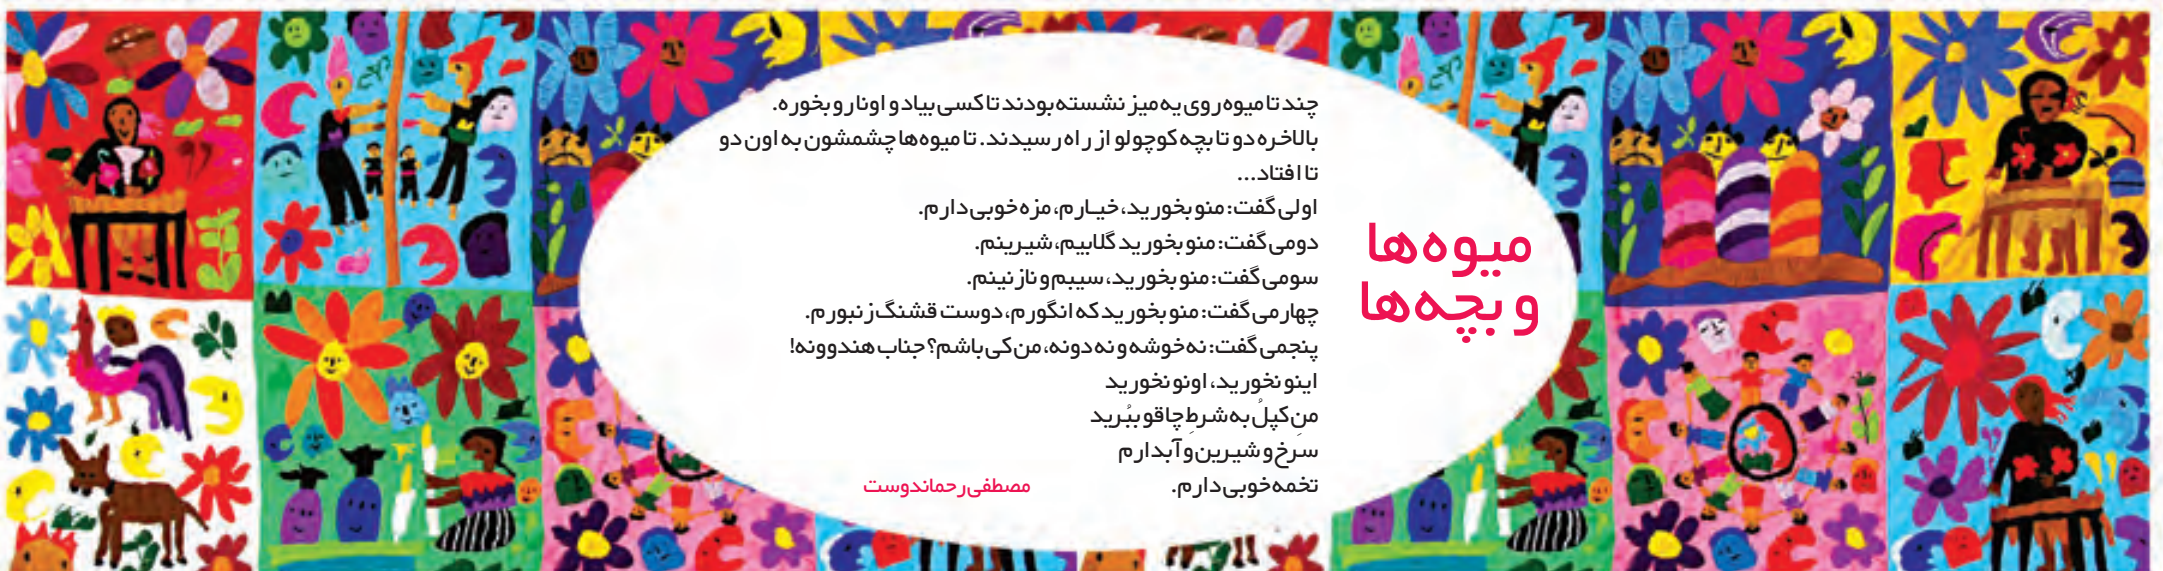 میوه‌ها
و بچه‌ها
چند تا میوه روی یه میز نشسته بودند تا کسی بیاد و اونا رو بخوره.
بالاخره دو تا بچه کوچولو از راه رسیدند. تا میوه‌ها چشمشون به اون دو
تا افتاد...
اولی گفت: منو بخورید، خیارم، مزه خوبی دارم.
دومی گفت: منو بخورید گلابیم، شیرینم.
سومی گفت: منو بخورید، سیبم و نازنینم.
چهارمی گفت: منو بخورید که انگورم، دوست قشنگ زنبورم.
پنجمی گفت: نه خوشه و نه دونه، من کی باشم؟ جناب هندوونه!
اینو نخورید، اونو نخورید
منِ کپلُ به شرطِ چاقو ببُرید
سرخ و شیرین و آبدارم
تخمه خوبی دارم.
مصطفی رحماندوست